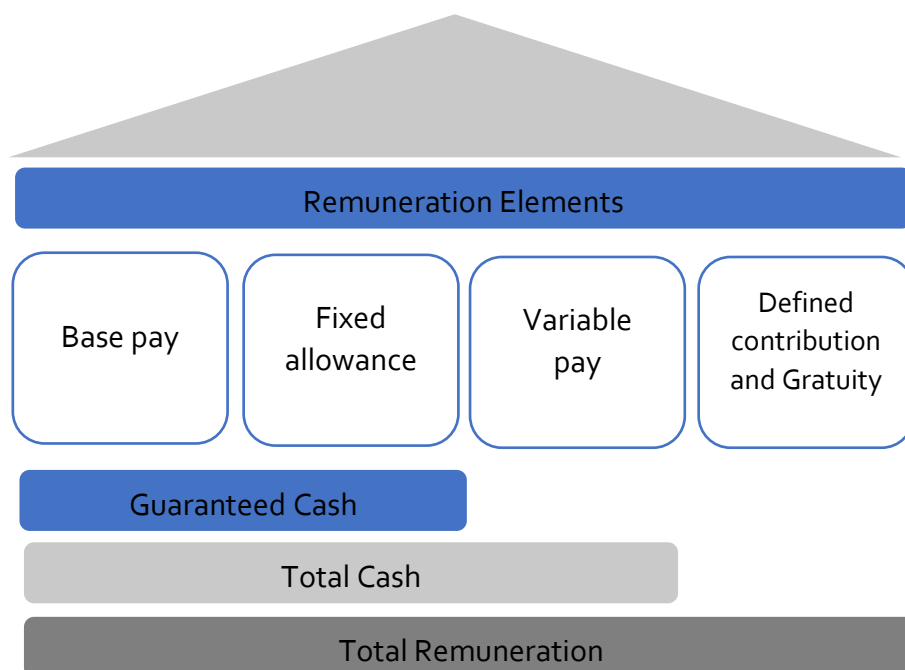 Remuneration Elements
Base pay
Fixed
allowance
Variable
pay
Defined
contribution
and Gratuity
Guaranteed Cash
Total Cash
Total Remuneration